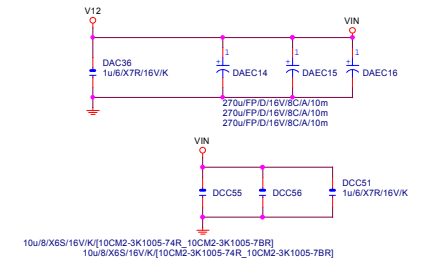 V12
VIN
DAC36
1u/6/X7R/16V/K
1
+
DAEC14
1
+
DAEC15
1
+
DAEC16
270u/FP/D/16V/8C/A/10m
270u/FP/D/16V/8C/A/10m
270u/FP/D/16V/8C/A/10m
VIN
DCC55
DCC56
DCC51
1u/6/X7R/16V/K
10u/8/X6S/16V/K/[10CM2-3K1005-74R_10CM2-3K1005-7BR]
10u/8/X6S/16V/K/[10CM2-3K1005-74R_10CM2-3K1005-7BR]